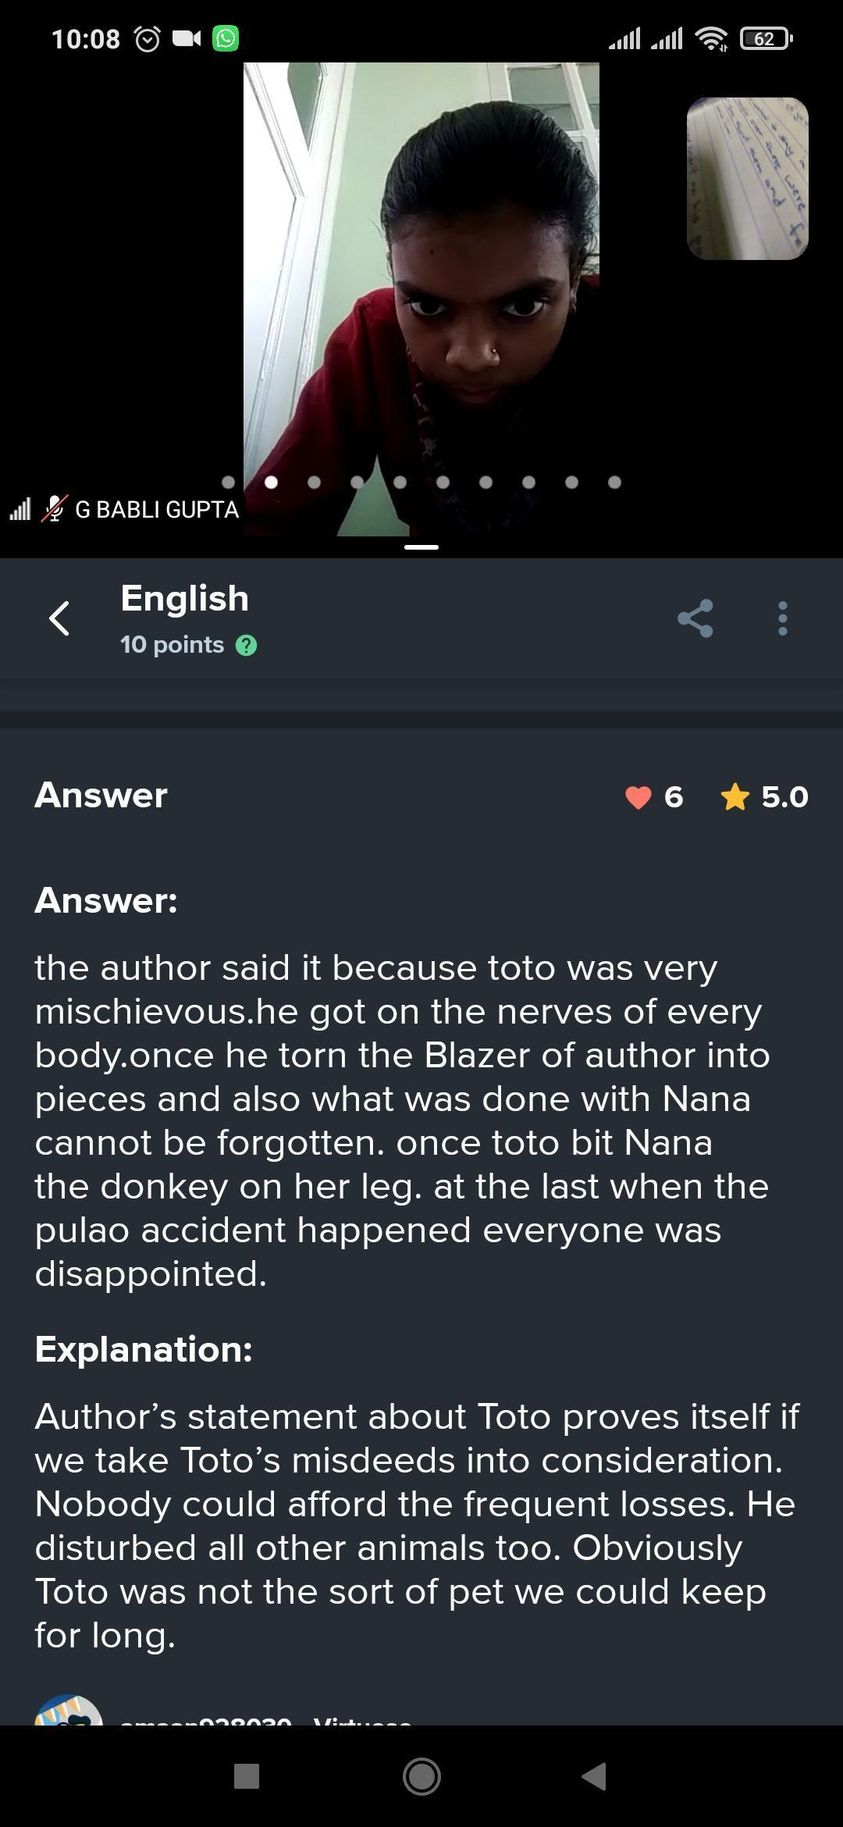 10:08
62
G BABLI GUPTA
English
10 points ?
Answer
6 5.0
Answer:
the author said it because toto was very
mischievous.he got on the nerves of every
body.once he torn the Blazer of author into
pieces and also what was done with Nana
cannot be forgotten. once toto bit Nana
the donkey on her leg. at the last when the
pulao accident happened everyone was
disappointed.
Explanation:
Author’s statement about Toto proves itself if
we take Toto’s misdeeds into consideration.
Nobody could afford the frequent losses. He
disturbed all other animals too. Obviously
Toto was not the sort of pet we could keep
for long.